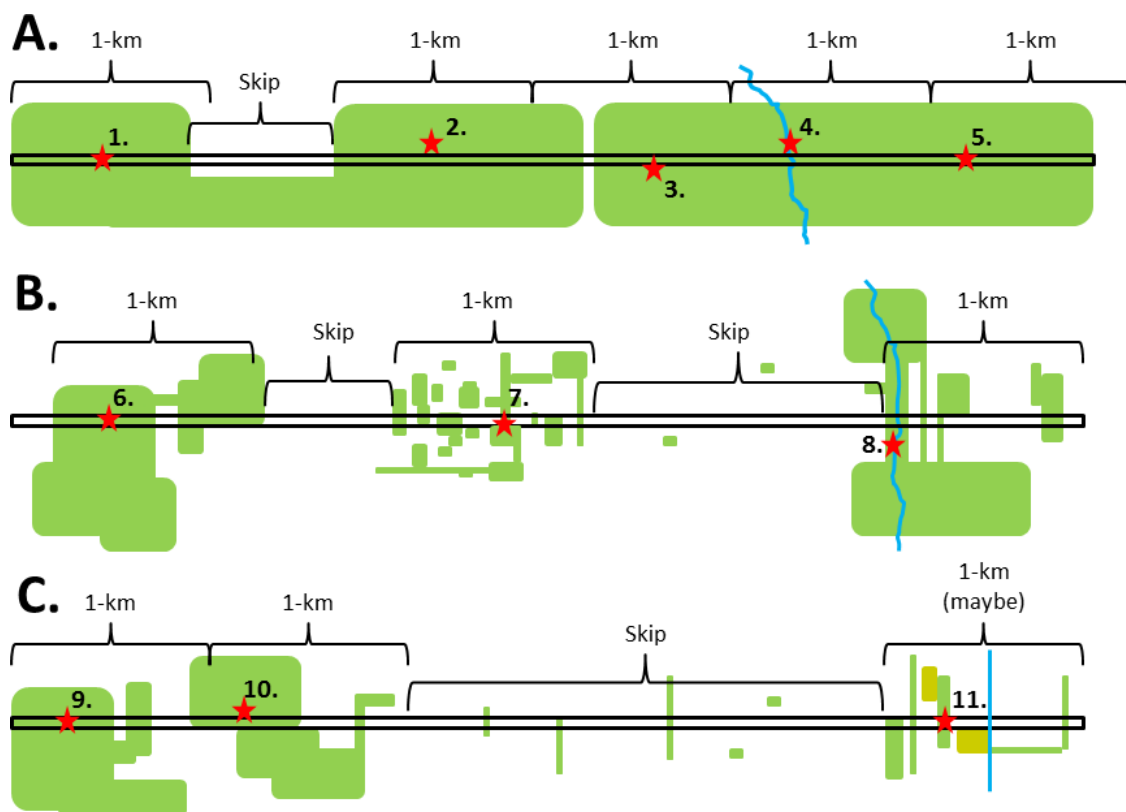 A.
1-km
Skip
1-km
1-km
1-km
1-km
1.
2.
3.
4.
5.
B.
1-km
Skip
1-km
Skip
1-km
6.
7.
8.
C.
1-km
1-km
Skip
1-km
(maybe)
9.
10.
11.